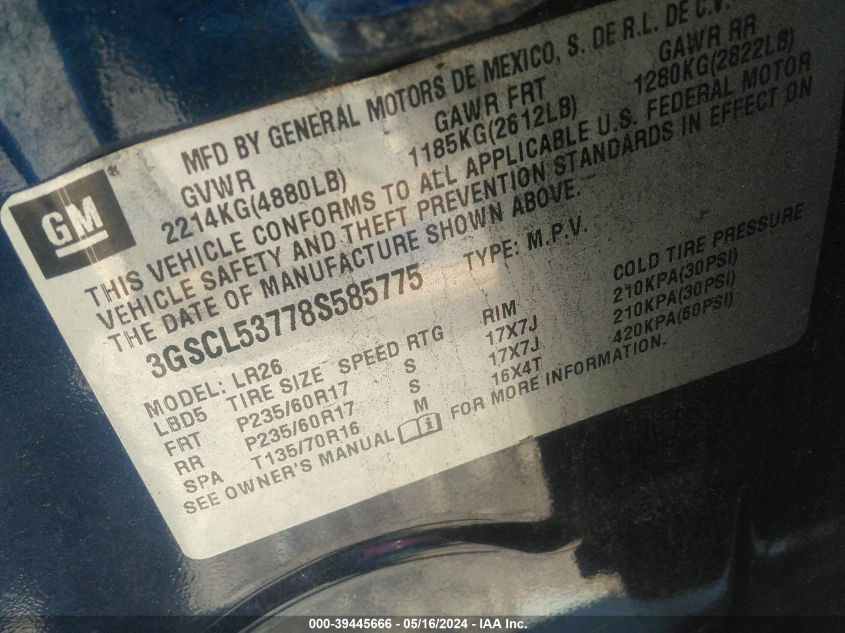 MFD BY GENERAL MOTORS DE MEXICO, S. DE R.L. DE C.V.
GVWR GAWR FRT GAWR RR
2214KG(4880LB) 1185KG(2612LB) 1280KG(2822LB)
GM®
THIS VEHICLE CONFORMS TO ALL APPLICABLE U.S. FEDERAL MOTOR
VEHICLE SAFETY AND THEFT PREVENTION STANDARDS IN EFFECT ON
THE DATE OF MANUFACTURE SHOWN ABOVE.
3GSCL53778S585775 TYPE: M.P.V.
MODEL: LR26
LBD5 TIRE SIZE SPEED RTG RIM COLD TIRE PRESSURE
FRT P235/60R17 S 17X7J 210KPA(30PSI)
RR P235/60R17 S 17X7J 210KPA(30PSI)
SPA T135/70R16 M 16X4T 420KPA(60PSI)
SEE OWNER'S MANUAL i FOR MORE INFORMATION.
000-39445666 - 05/16/2024 - IAA Inc.